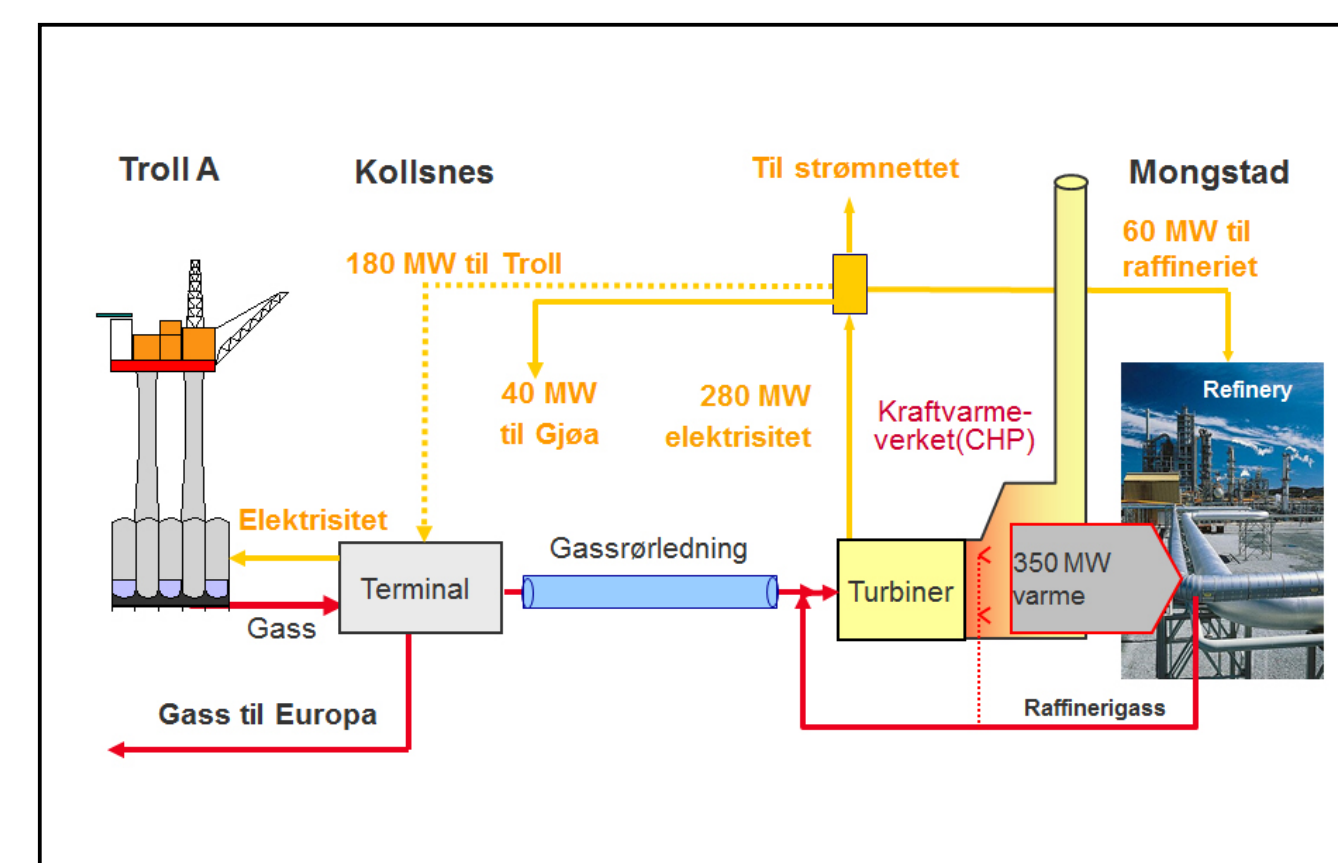 Troll A
Kollsnes
Til strømnettet
Mongstad
180 MW til Troll
60 MW til
raffineriet
40 MW
til Gjøa
280 MW
elektrisitet
Kraftvarme-
verket(CHP)
Refinery
Elektrisitet
Gassrørledning
Terminal
Turbiner
350 MW
varme
Gass
Gass til Europa
Raffinerigass